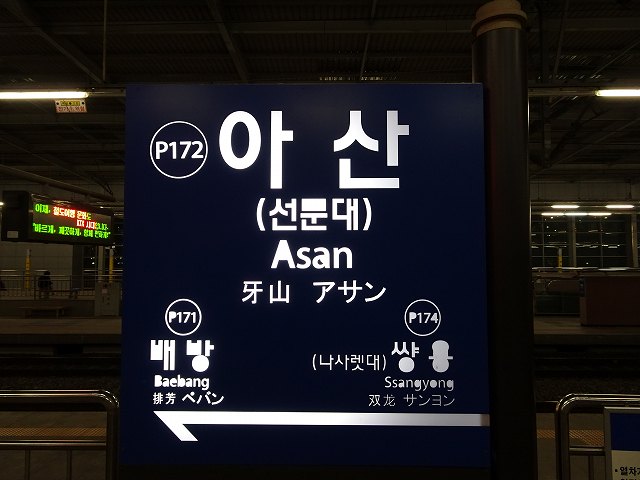 P172 아산
(선문대)
Asan
牙山 アサン
P171
배방
Baebang
排芳 ペバン
P174
(나사렛대) 쌍용
Ssangyong
双龙 サンヨン